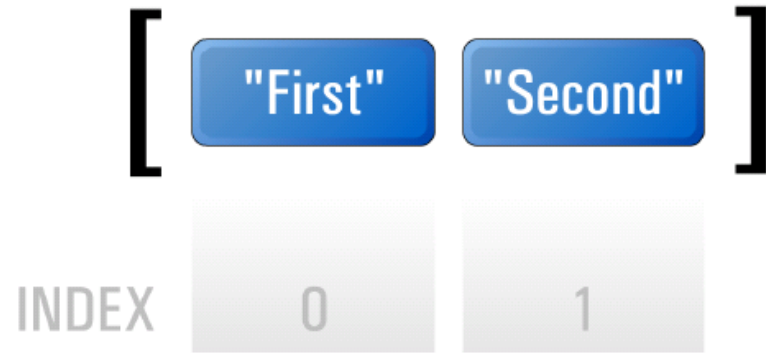 [ "First" "Second" ]
INDEX 0 1